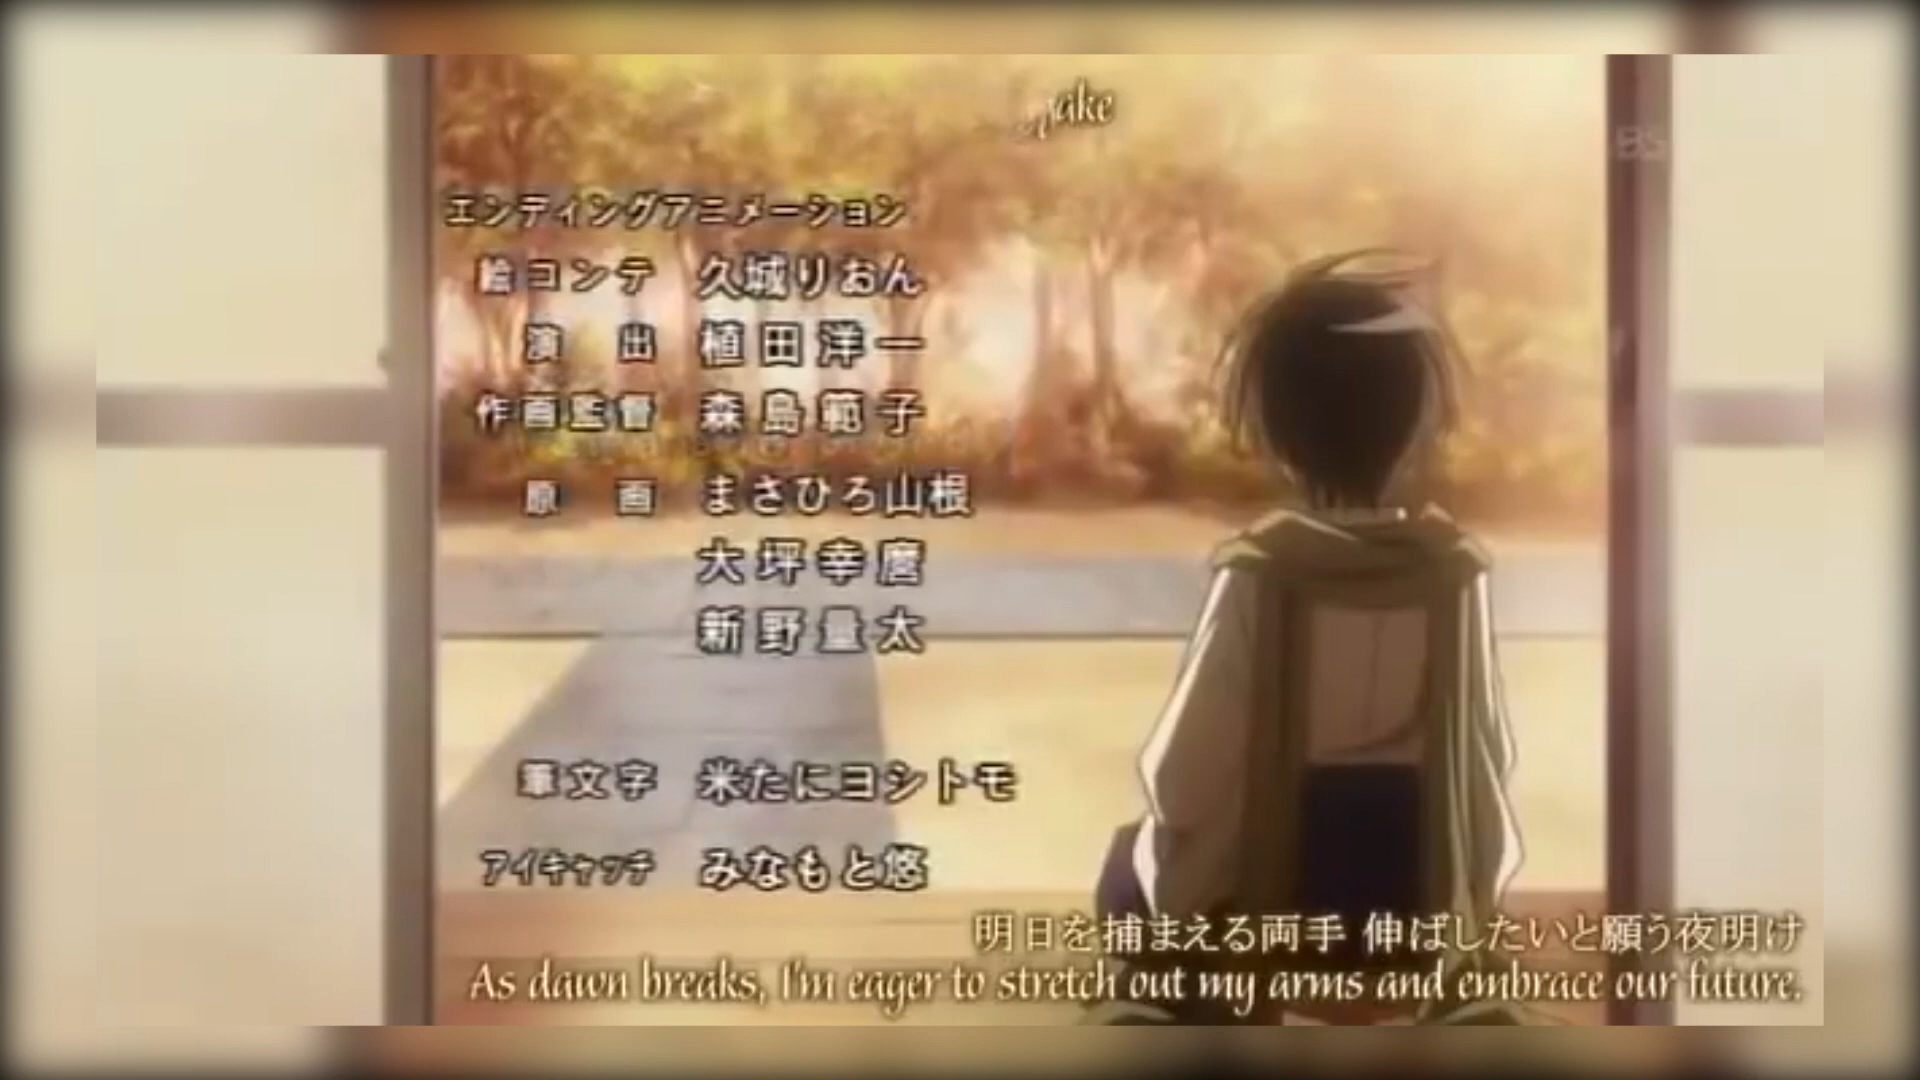 ake
BS
エンディングアニメーション
絵コンテ 久城りおん
演出 植田洋一
作画監督 森島範子
原画 まさひろ山根
大坪幸麿
新野量太
筆文字 米たにヨシトモ
アイキャッチ みなもと悠
明日を捕まえる両手 伸ばしたいと願う夜明け
As dawn breaks, I'm eager to stretch out my arms and embrace our future.